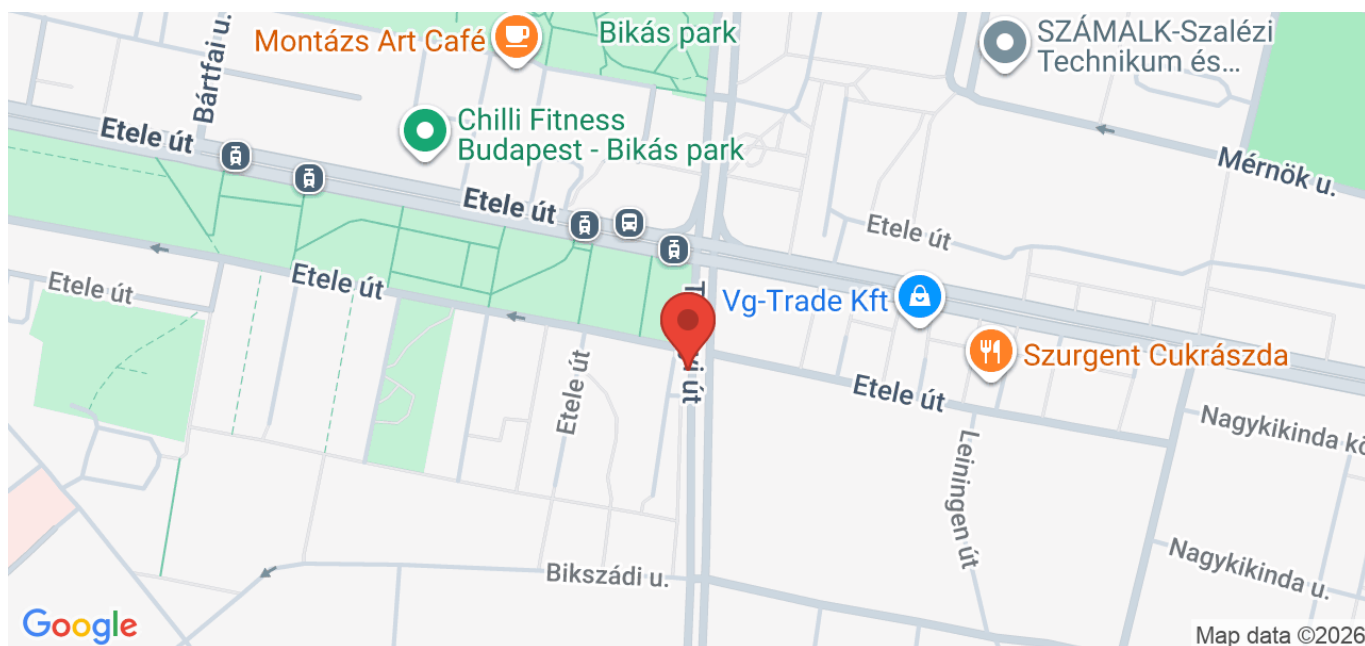 Montázs Art Café
Bikás park
SZÁMALK-Szalézi
Technikum és...
Bártfai u.
Chilli Fitness
Budapest - Bikás park
Etele út
Mérnök u.
Etele út
Etele út
Etele út
Etele út
Vg-Trade Kft
Szurgent Cukrászda
út
Etele út
Etele út
Nagykikinda kö
Leiningen út
Nagykikinda u.
Bikszádi u.
Google
Map data ©2026